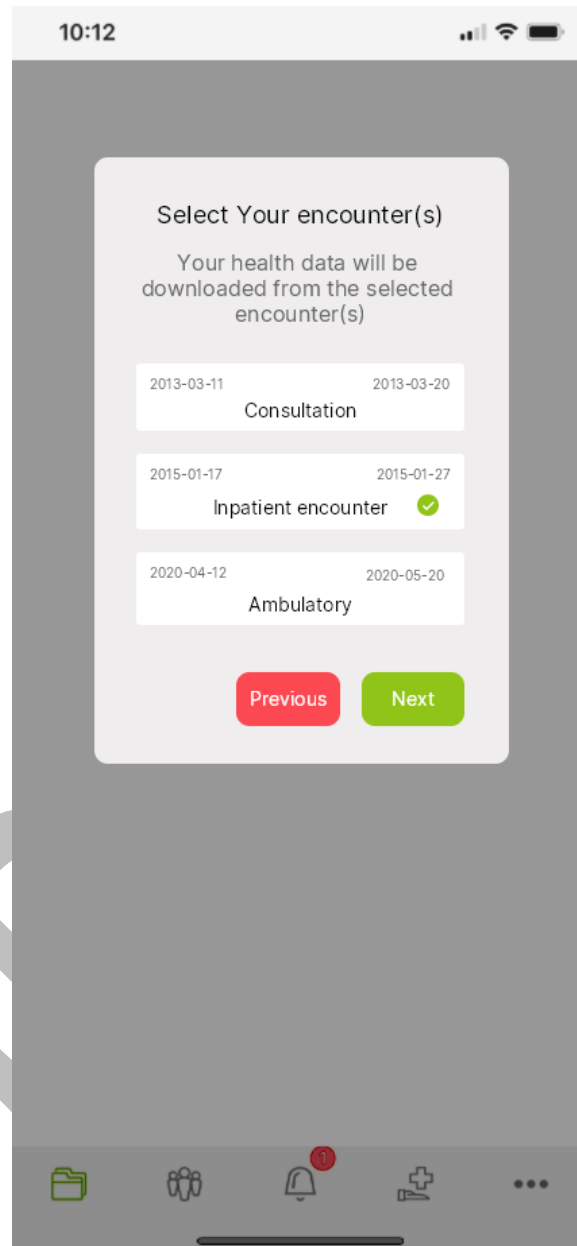 10:12
Select Your encounter(s)
Your health data will be
downloaded from the selected
encounter(s)
2013-03-11 2013-03-20
Consultation
2015-01-17 2015-01-27
Inpatient encounter
2020-04-12 2020-05-20
Ambulatory
Previous Next
1